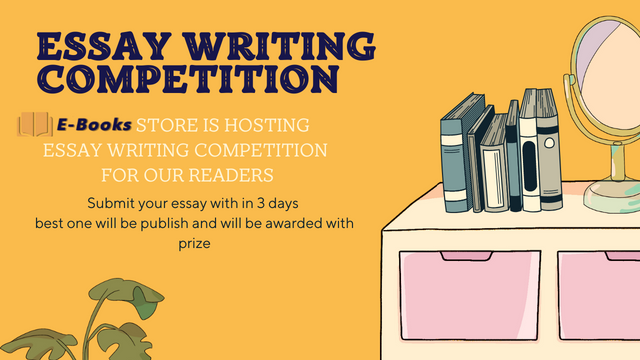 ESSAY WRITING
COMPETITION
E-Books STORE IS HOSTING
ESSAY WRITING COMPETITION
FOR OUR READERS
Submit your essay with in 3 days
best one will be publish and will be awarded with
prize